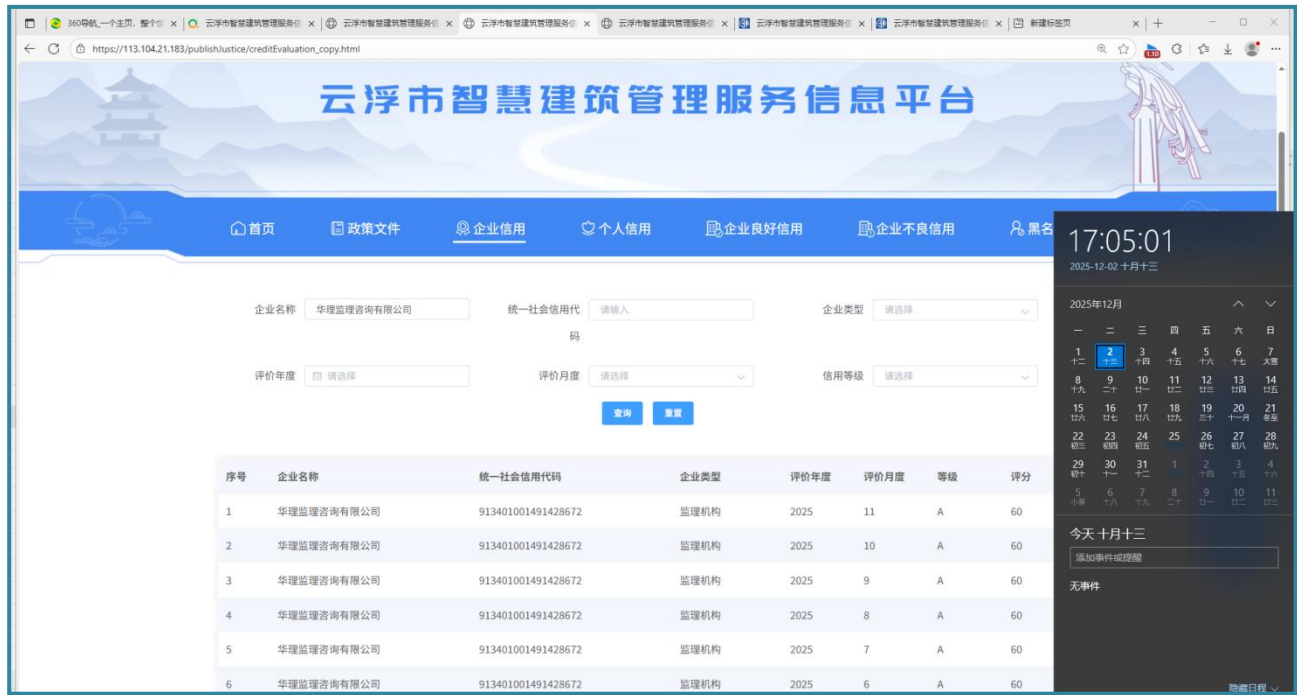 360导航_一个主页，整个世
云浮市智慧建筑管理服务信
云浮市智慧建筑管理服务信
云浮市智慧建筑管理服务信
云浮市智慧建筑管理服务信
云浮市智慧建筑管理服务信
云浮市智慧建筑管理服务信
新建标签页
https://113.104.21.183/publishJustice/creditEvaluation_copy.html
1.50
云浮市智慧建筑管理服务信息平台
首页 政策文件 企业信用 个人信用 企业良好信用 企业不良信用 黑名
企业名称 华理监理咨询有限公司 统一社会信用代码 请输入 企业类型 请选择
评价年度 请选择 评价月度 请选择 信用等级 请选择
查询 重置
序号 企业名称 统一社会信用代码 企业类型 评价年度 评价月度 等级 评分
1 华理监理咨询有限公司 913401001491428672 监理机构 2025 11 A 60
2 华理监理咨询有限公司 913401001491428672 监理机构 2025 10 A 60
3 华理监理咨询有限公司 913401001491428672 监理机构 2025 9 A 60
4 华理监理咨询有限公司 913401001491428672 监理机构 2025 8 A 60
5 华理监理咨询有限公司 913401001491428672 监理机构 2025 7 A 60
6 华理监理咨询有限公司 913401001491428672 监理机构 2025 6 A 60
17:05:01
2025-12-02 十月十三
2025年12月
一 二 三 四 五 六 日
1 2 3 4 5 6 7
十二 十三 十四 十五 十六 十七 大雪
8 9 10 11 12 13 14
十九 二十 廿一 廿二 廿三 廿四 廿五
15 16 17 18 19 20 21
廿六 廿七 廿八 廿九 三十 十一月 冬至
22 23 24 25 26 27 28
初三 初四 初五 初七 初八 初九
29 30 31 1 2 3 4
初十 十一 十二 十四 十五 十六
5 6 7 8 9 10 11
小寒 十八 十九 二十 廿一 廿二 廿三
今天 十月十三
添加事件或提醒
无事件
隐藏日程